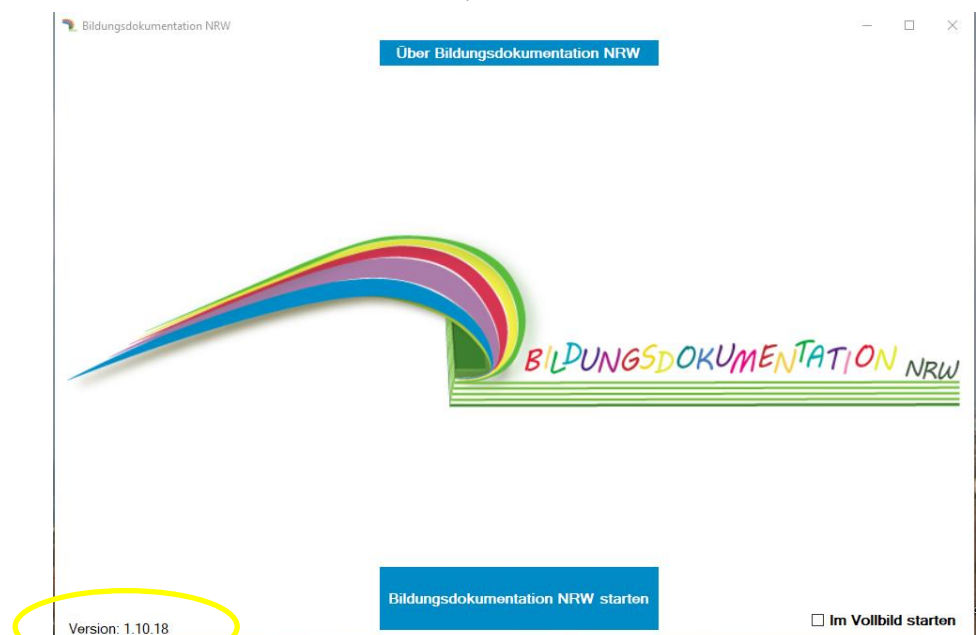 Bildungsdokumentation NRW
Über Bildungsdokumentation NRW
BILDUNGSDOKUMENTATION NRW
Bildungsdokumentation NRW starten
Version: 1.10.18
Im Vollbild starten